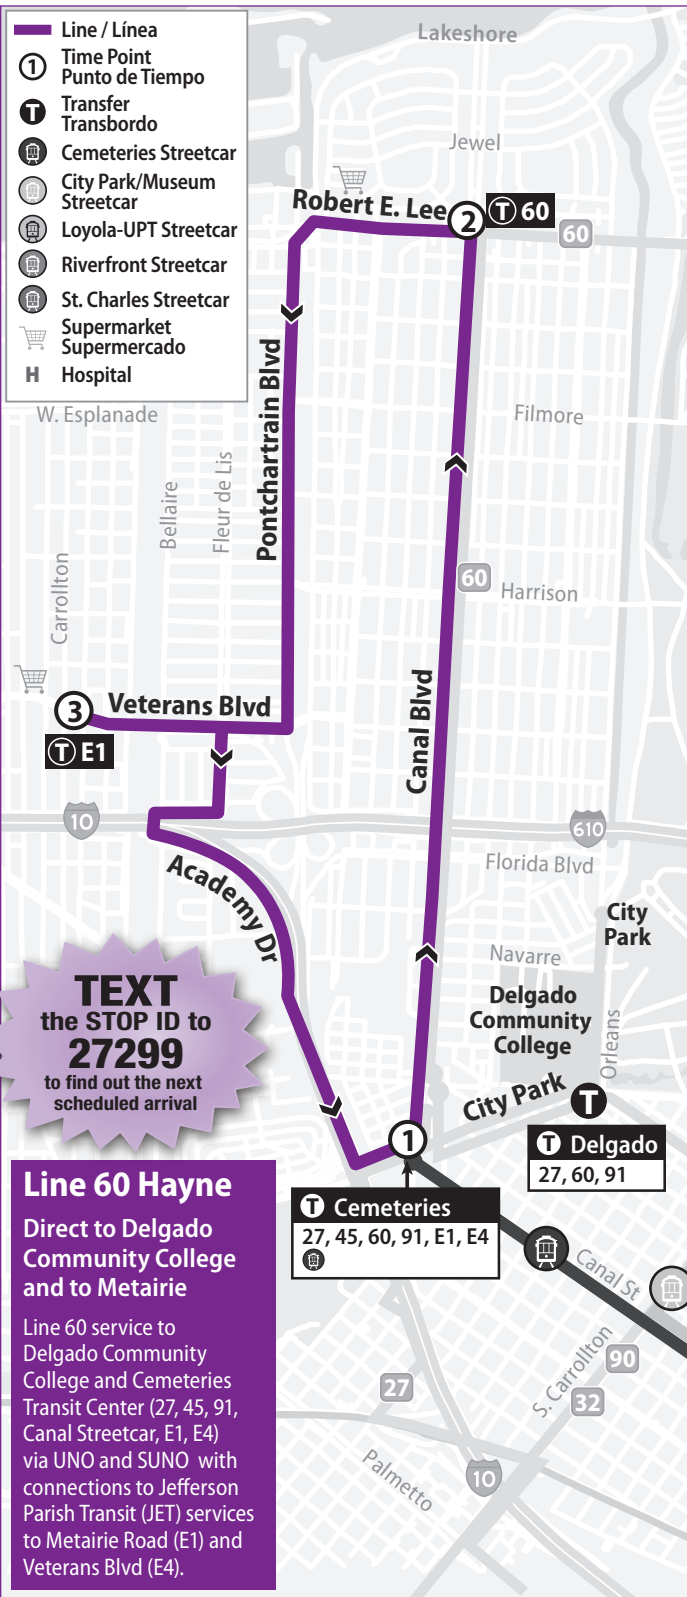 Line / Línea
1
Time Point
Punto de Tiempo
T
Transfer
Transbordo
Cemeteries Streetcar
City Park/Museum
Streetcar
Loyola-UPT Streetcar
Riverfront Streetcar
St. Charles Streetcar
Supermarket
Supermercado
H Hospital
Lakeshore
Jewel
Robert E. Lee
2
T 60
60
W. Esplanade
Filmore
Pontchartrain Blvd
Fleur de Lis
Bellaire
Carrollton
60
Harrison
Canal Blvd
3
Veterans Blvd
T E1
10
610
Florida Blvd
Academy Dr
City
Park
Navarre
Delgado
Community
College
Orleans
TEXT
the STOP ID to
27299
to find out the next
scheduled arrival
City Park
T
1
T Delgado
27, 60, 91
T Cemeteries
27, 45, 60, 91, E1, E4
Canal St
S. Carrollton
90
32
27
Palmetto
10
Line 60 Hayne
Direct to Delgado
Community College
and to Metairie
Line 60 service to
Delgado Community
College and Cemeteries
Transit Center (27, 45, 91,
Canal Streetcar, E1, E4)
via UNO and SUNO with
connections to Jefferson
Parish Transit (JET) services
to Metairie Road (E1) and
Veterans Blvd (E4).